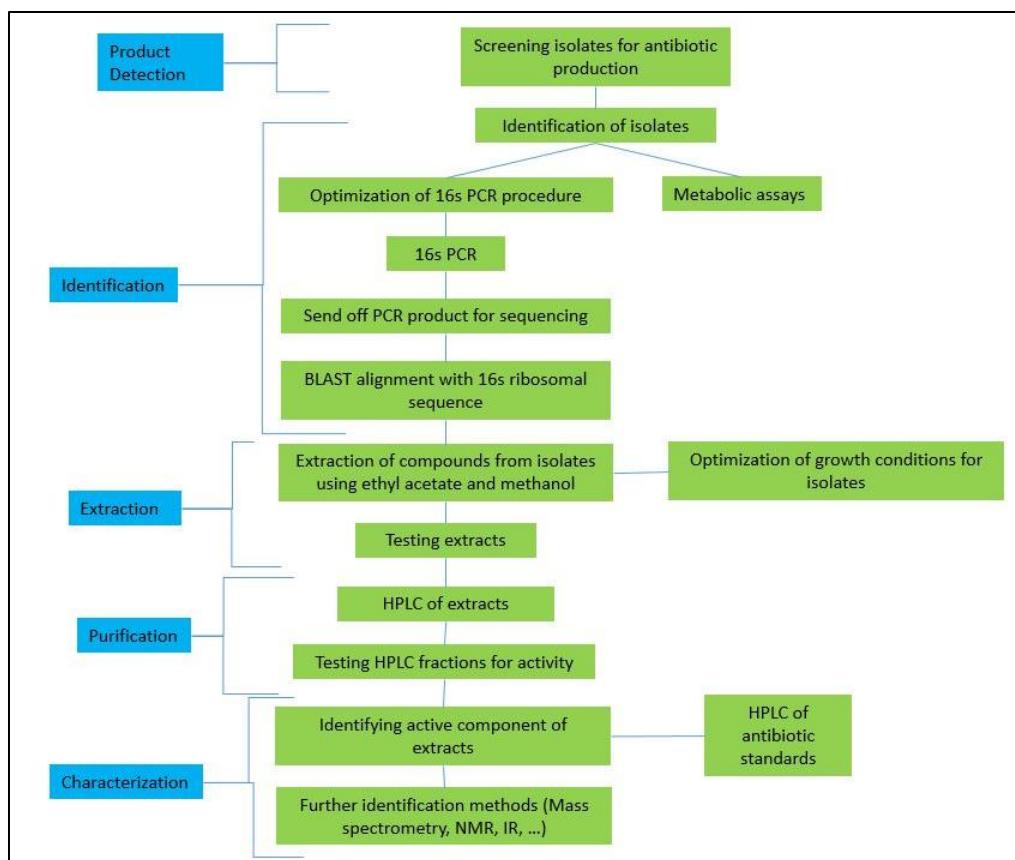 Product
Detection
Screening isolates for antibiotic
production
Identification of isolates
Optimization of 16s PCR procedure
Metabolic assays
16s PCR
Identification
Send off PCR product for sequencing
BLAST alignment with 16s ribosomal
sequence
Extraction of compounds from isolates
using ethyl acetate and methanol
Optimization of growth conditions for
isolates
Extraction
Testing extracts
HPLC of extracts
Purification
Testing HPLC fractions for activity
Identifying active component of
extracts
HPLC of
antibiotic
standards
Characterization
Further identification methods (Mass
spectrometry, NMR, IR, ...)